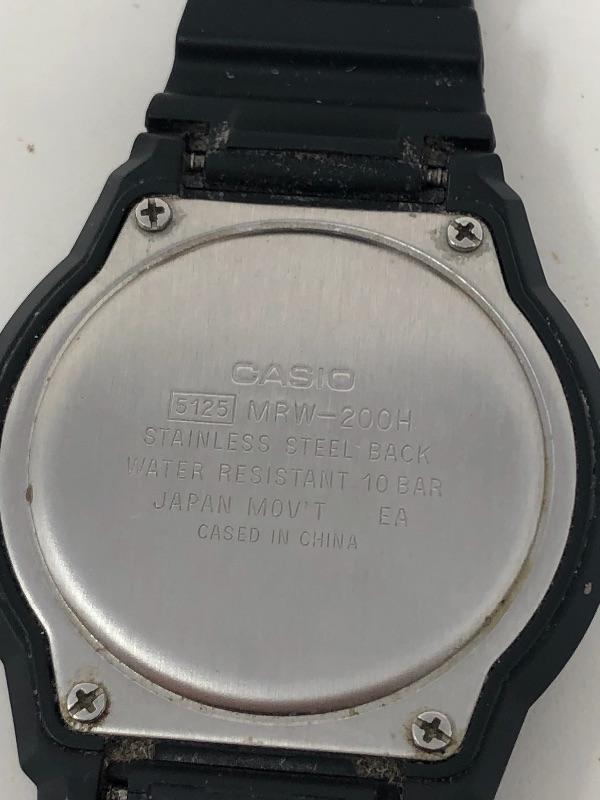 CASIO
5125 MRW-200H
STAINLESS STEEL BACK
WATER RESISTANT 10 BAR
JAPAN MOV'T EA
CASED IN CHINA